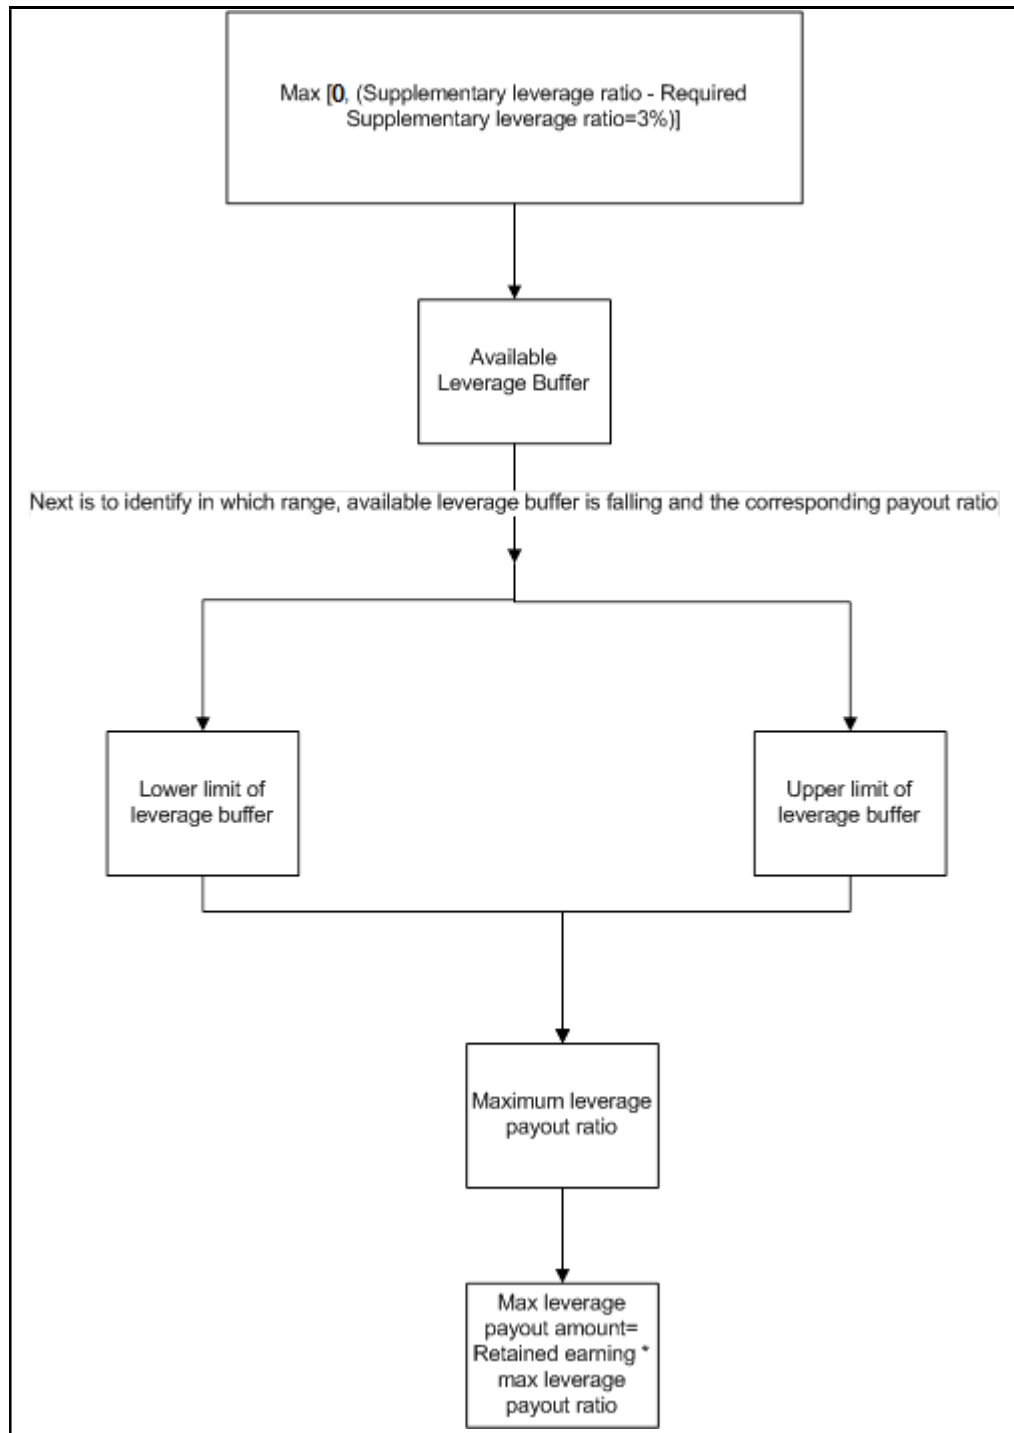 Max [0, (Supplementary leverage ratio - Required
Supplementary leverage ratio=3%)]
Available
Leverage Buffer
Next is to identify in which range, available leverage buffer is falling and the corresponding payout ratio
Lower limit of
leverage buffer
Upper limit of
leverage buffer
Maximum leverage
payout ratio
Max leverage
payout amount=
Retained earning *
max leverage
payout ratio